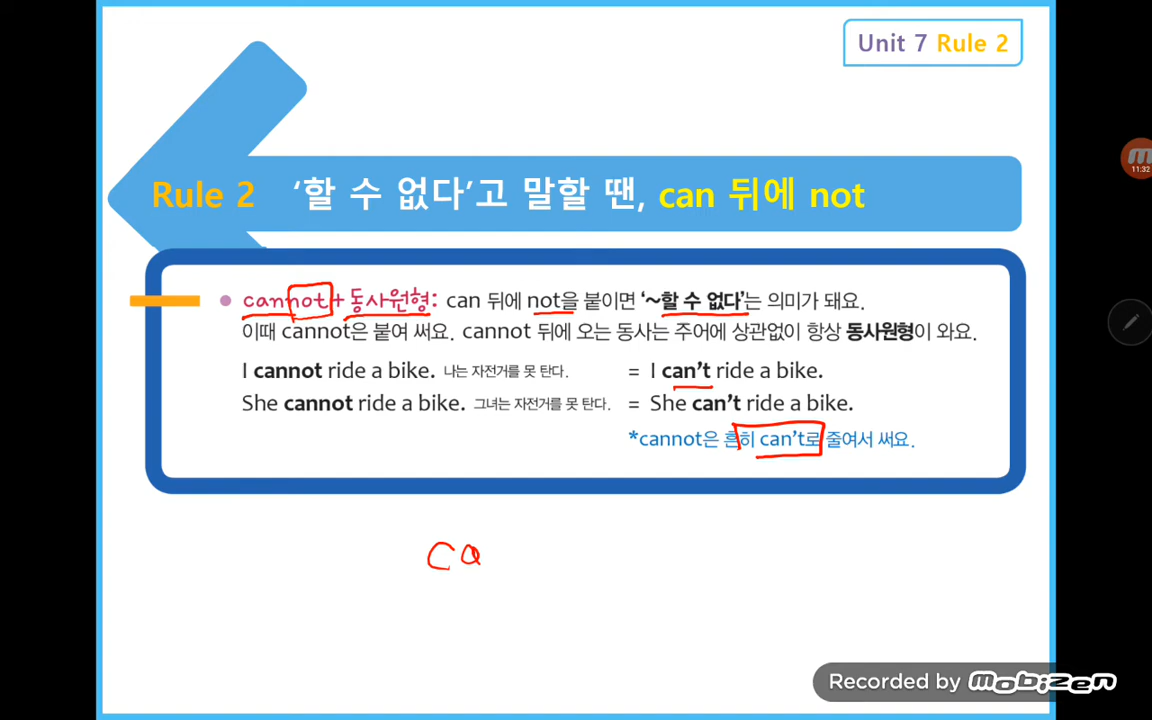 Unit 7 Rule 2
Rule 2 ‘할 수 없다’고 말할 땐, can 뒤에 not
11:32
cannot + 동사원형: can 뒤에 not을 붙이면 ‘~할 수 없다’는 의미가 돼요.
이때 cannot은 붙여 써요. cannot 뒤에 오는 동사는 주어에 상관없이 항상 동사원형이 와요.
I cannot ride a bike. 나는 자전거를 못 탄다. = I can’t ride a bike.
She cannot ride a bike. 그녀는 자전거를 못 탄다. = She can’t ride a bike.
*cannot은 흔히 can’t로 줄여서 써요.
ca
Recorded by mobizen